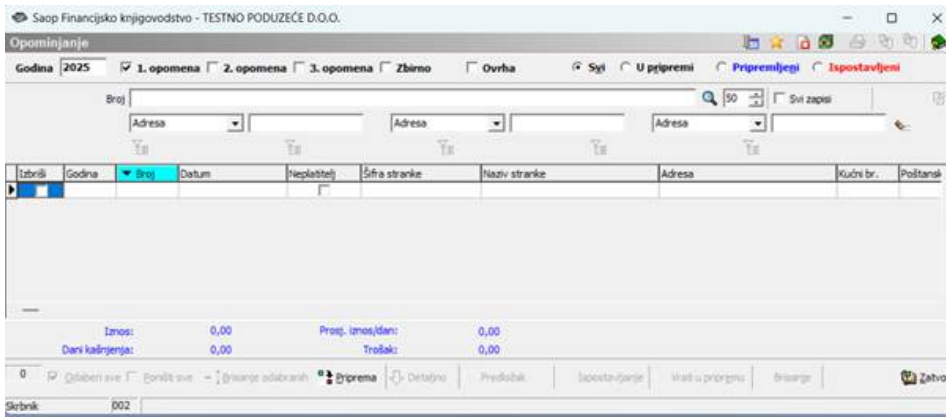 Saop Financijsko knjigovodstvo - TESTNO PODUZEĆE D.O.O.
Opominjanje
Godina 2025 1. opomena 2. opomena 3. opomena Zbirno Ovrha Svi U pripremi Pripremljeni Ispostavljeni
Broj 50 Svi zapisi
Adresa Adresa Adresa
Izbriši Godina Broj Datum Neplatitelj Šifra stranke Naziv stranke Adresa Kućni br. Poštansk
Iznos: 0,00 Prosj. iznos/dan: 0,00
Dani kašnjenja: 0,00 Trošak: 0,00
0 Odaberi sve Poništi sve Brisanje odabranih Priprema Detaljno Predložak Ispostavljanje Vrati u pripremu Brisanje Zatvo
Skrbnik 002